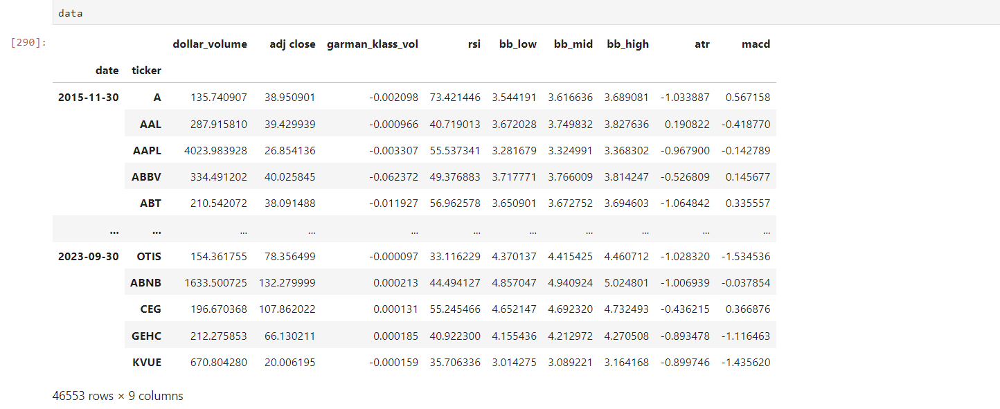 data
[290]:
dollar_volume adj close garman_klass_vol rsi bb_low bb_mid bb_high atr macd
date ticker
2015-11-30 A 135.740907 38.950901 -0.002098 73.421446 3.544191 3.616636 3.689081 -1.033887 0.567158
AAL 287.915810 39.429939 -0.000966 40.719013 3.672028 3.749832 3.827636 0.190822 -0.418770
AAPL 4023.983928 26.854136 -0.003307 55.537341 3.281679 3.324991 3.368302 -0.967900 -0.142789
ABBV 334.491202 40.025845 -0.062372 49.376883 3.717771 3.766009 3.814247 -0.526809 0.145677
ABT 210.542072 38.091488 -0.011927 56.962578 3.650901 3.672752 3.694603 -1.064842 0.335557
... ... ... ... ... ... ... ... ... ... ...
2023-09-30 OTIS 154.361755 78.356499 -0.000097 33.116229 4.370137 4.415425 4.460712 -1.028320 -1.534536
ABNB 1633.500725 132.279999 0.000213 44.494127 4.857047 4.940924 5.024801 -1.006939 -0.037854
CEG 196.670368 107.862022 0.000131 55.245466 4.652147 4.692320 4.732493 -0.436215 0.366876
GEHC 212.275853 66.130211 0.000185 40.922300 4.155436 4.212972 4.270508 -0.893478 -1.116463
KVUE 670.804280 20.006195 -0.000159 35.706336 3.014275 3.089221 3.164168 -0.899746 -1.435620
46553 rows × 9 columns